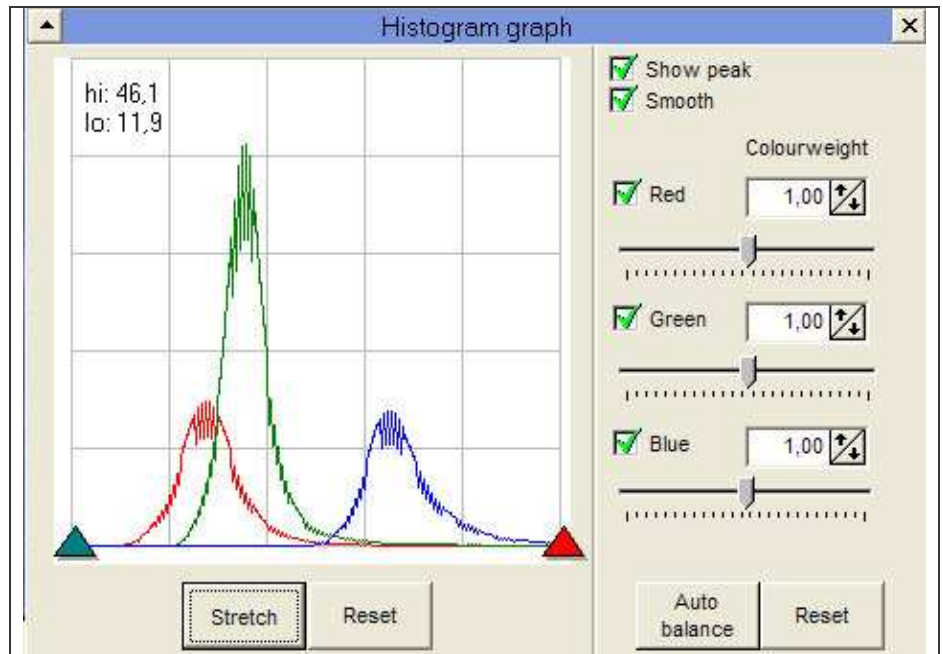 Histogram graph
hi: 46,1
lo: 11,9
Show peak
Smooth
Colourweight
Red 1,00
Green 1,00
Blue 1,00
Stretch Reset
Auto balance Reset